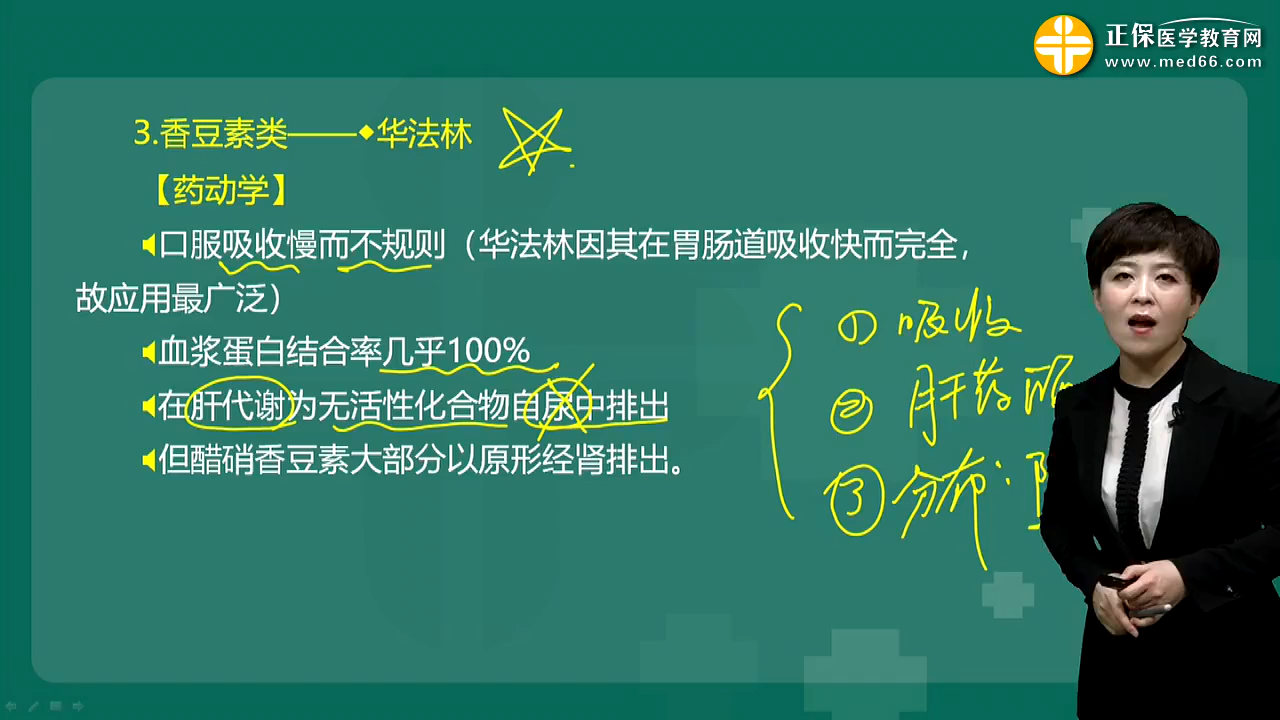 正保医学教育网
www.med66.com
3.香豆素类——◆华法林
【药动学】
口服吸收慢而不规则（华法林因其在胃肠道吸收快而完全，
故应用最广泛）
血浆蛋白结合率几乎100%
在肝代谢为无活性化合物自尿中排出
但醋硝香豆素大部分以原形经肾排出。
① 吸收
② 肝药酶
③ 分布：